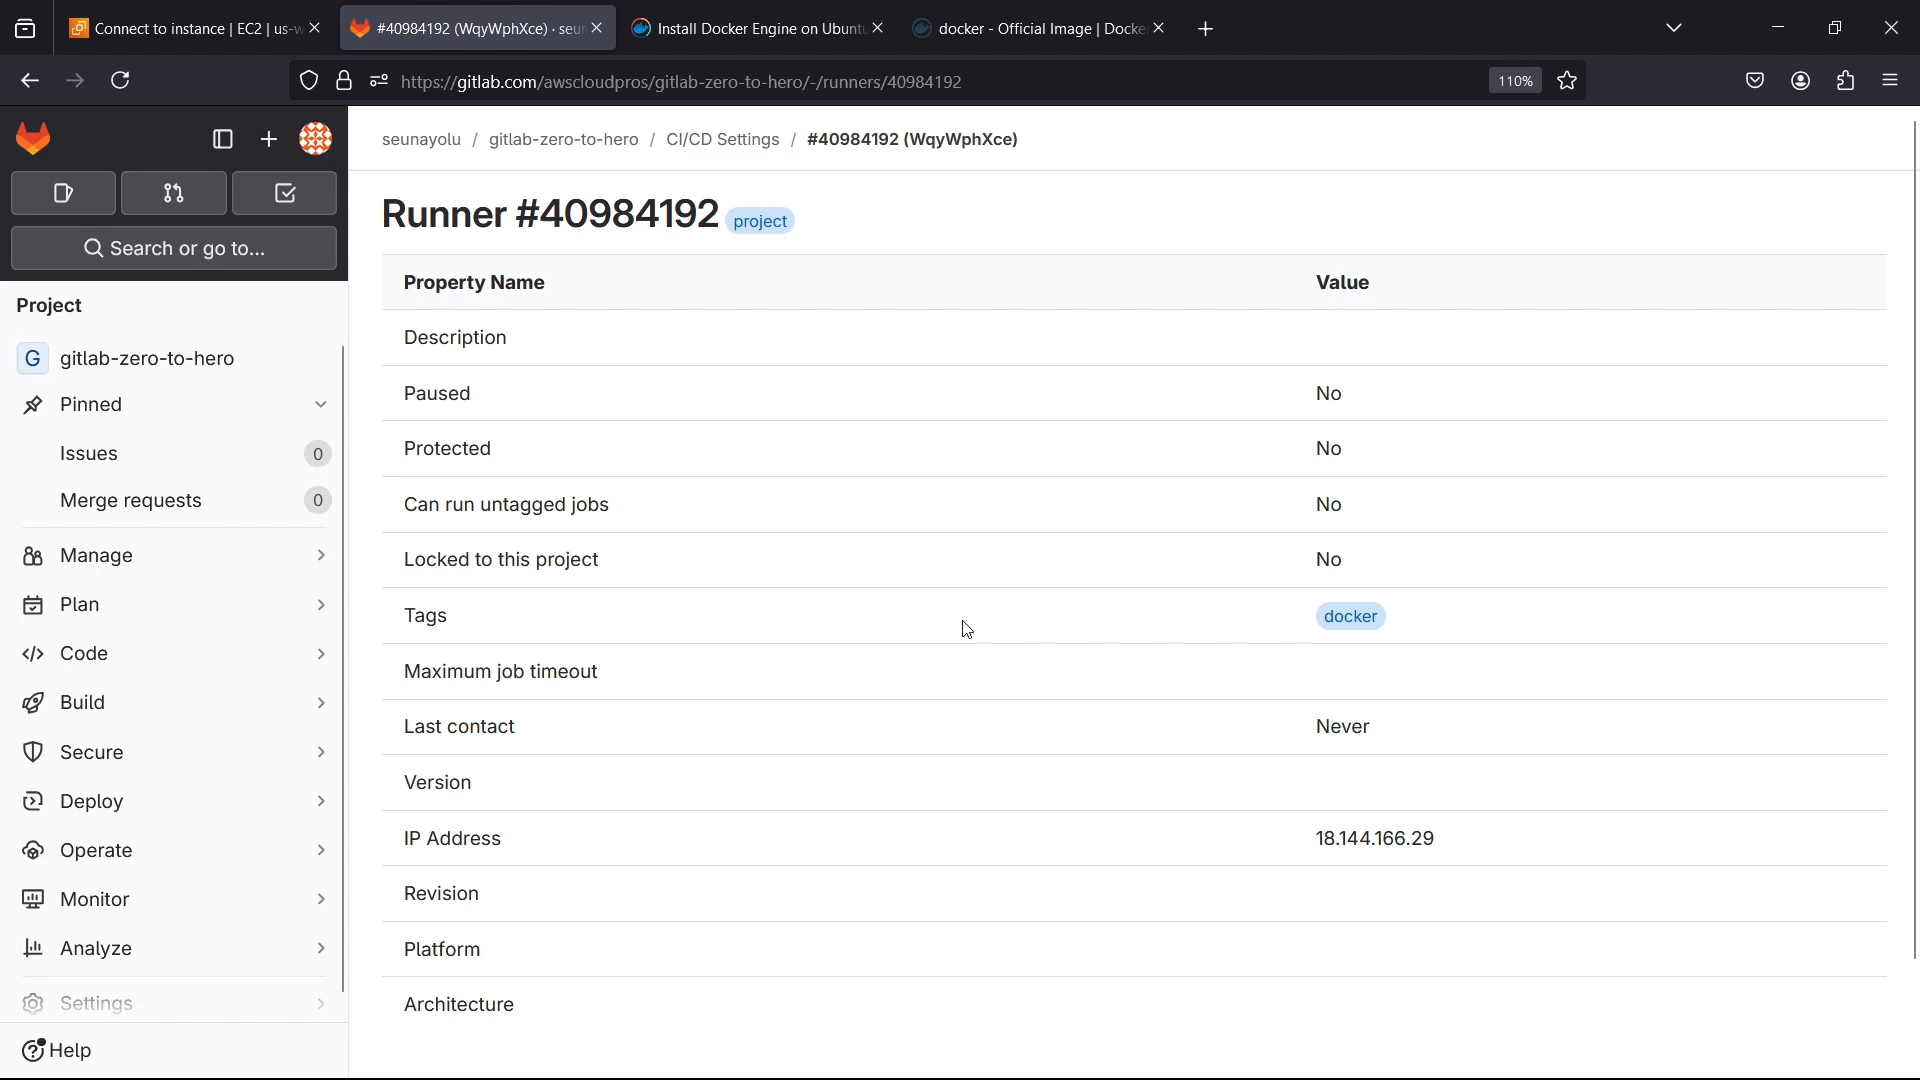 Connect to instance | EC2 | us-w
#40984192 (WqyWphXce) · seun
Install Docker Engine on Ubuntu
docker - Official Image | Docke
https://gitlab.com/awscloudpros/gitlab-zero-to-hero/-/runners/40984192
110%
Search or go to...
Project
G gitlab-zero-to-hero
Pinned
Issues 0
Merge requests 0
Manage
Plan
Code
Build
Secure
Deploy
Operate
Monitor
Analyze
Settings
Help
seunayolu / gitlab-zero-to-hero / CI/CD Settings / #40984192 (WqyWphXce)
Runner #40984192 project
Property Name Value
Description
Paused No
Protected No
Can run untagged jobs No
Locked to this project No
Tags docker
Maximum job timeout
Last contact Never
Version
IP Address 18.144.166.29
Revision
Platform
Architecture